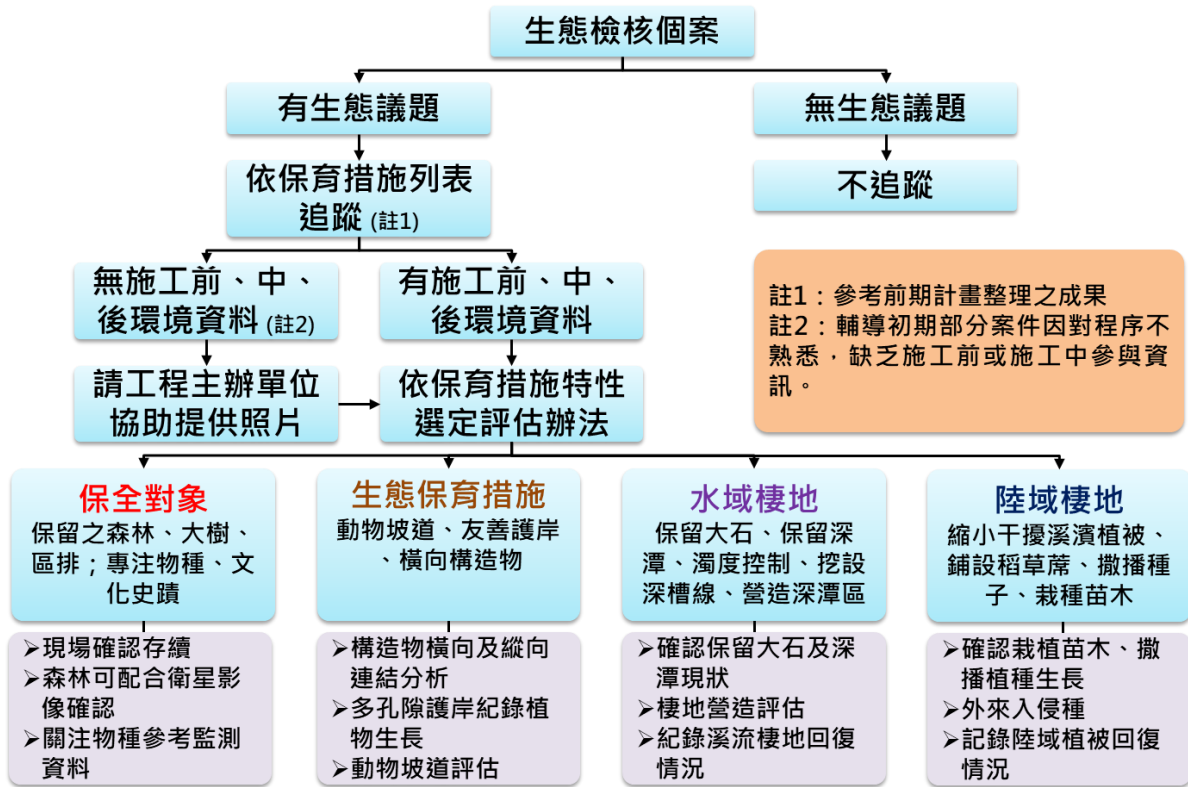 生態檢核個案
有生態議題
無生態議題
依保育措施列表
追蹤 (註1)
不追蹤
無施工前、中、
後環境資料 (註2)
有施工前、中、
後環境資料
請工程主辦單位
協助提供照片
依保育措施特性
選定評估辦法
註1：參考前期計畫整理之成果
註2：輔導初期部分案件因對程序不
熟悉，缺乏施工前或施工中參與資
訊。
保全對象
保留之森林、大樹、
區排；專注物種、文
化史蹟
➢現場確認存續
➢森林可配合衛星影
像確認
➢關注物種參考監測
資料
生態保育措施
動物坡道、友善護岸
、橫向構造物
➢構造物橫向及縱向
連結分析
➢多孔隙護岸紀錄植
物生長
➢動物坡道評估
水域棲地
保留大石、保留深
潭、濁度控制、挖設
深槽線、營造深潭區
➢確認保留大石及深
潭現狀
➢棲地營造評估
➢紀錄溪流棲地回復
情況
陸域棲地
縮小干擾溪濱植被、
鋪設稻草蓆、撒播種
子、栽種苗木
➢確認栽植苗木、撒
播植種生長
➢外來入侵種
➢記錄陸域植被回復
情況